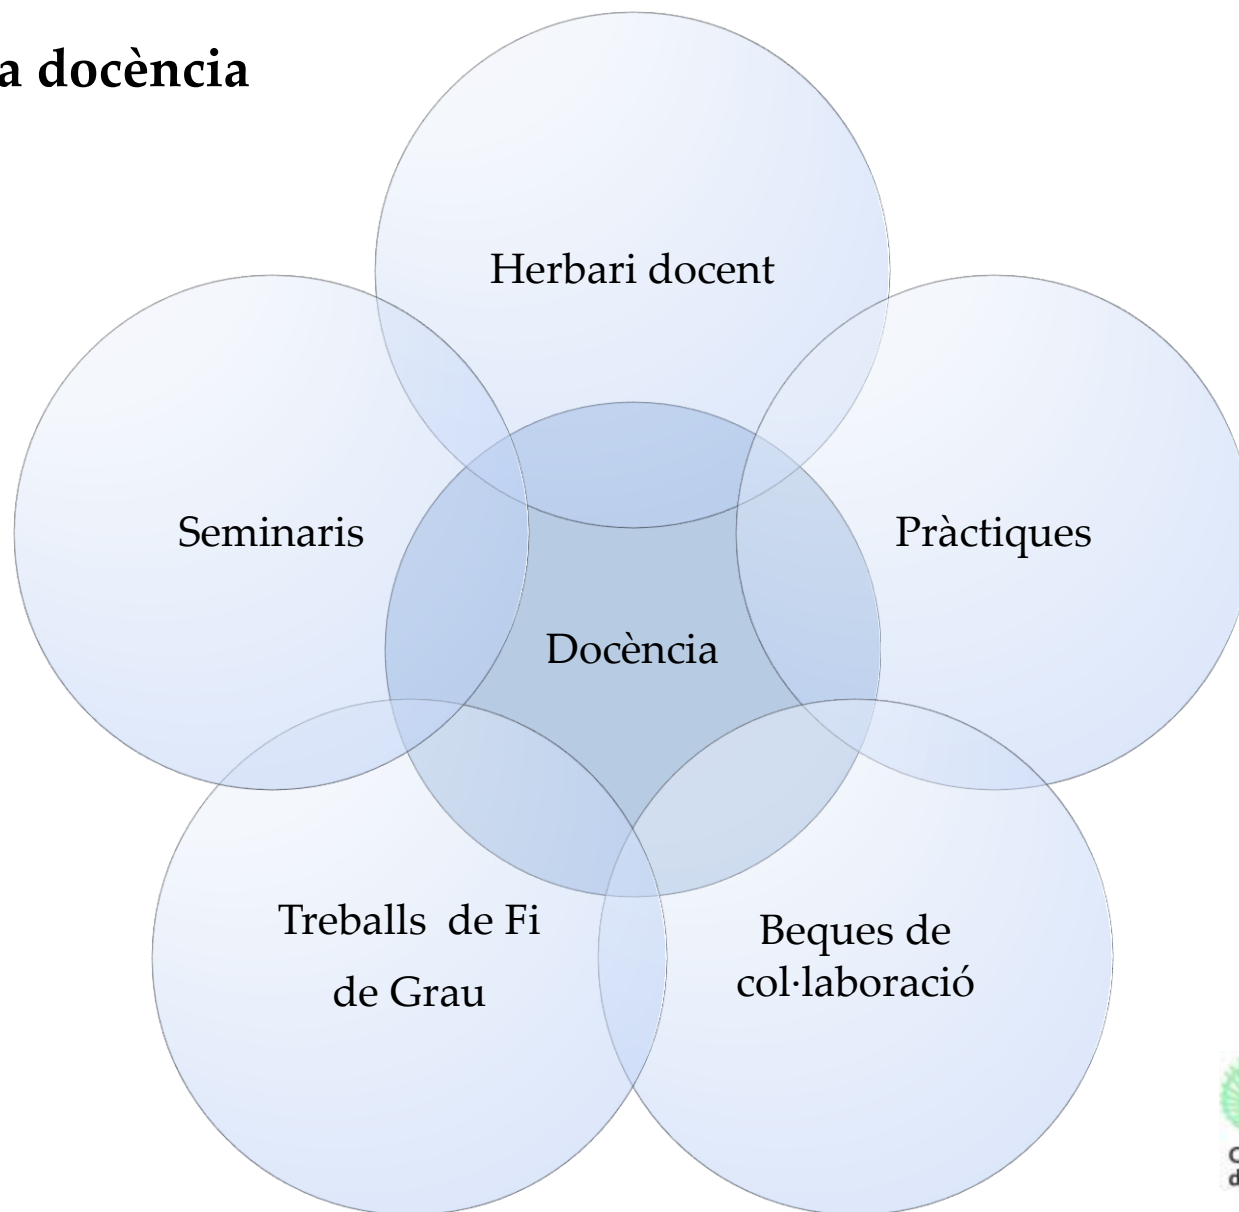 a docència
Herbari docent
Seminaris
Pràctiques
Docència
Treballs de Fi
de Grau
Beques de
col·laboració